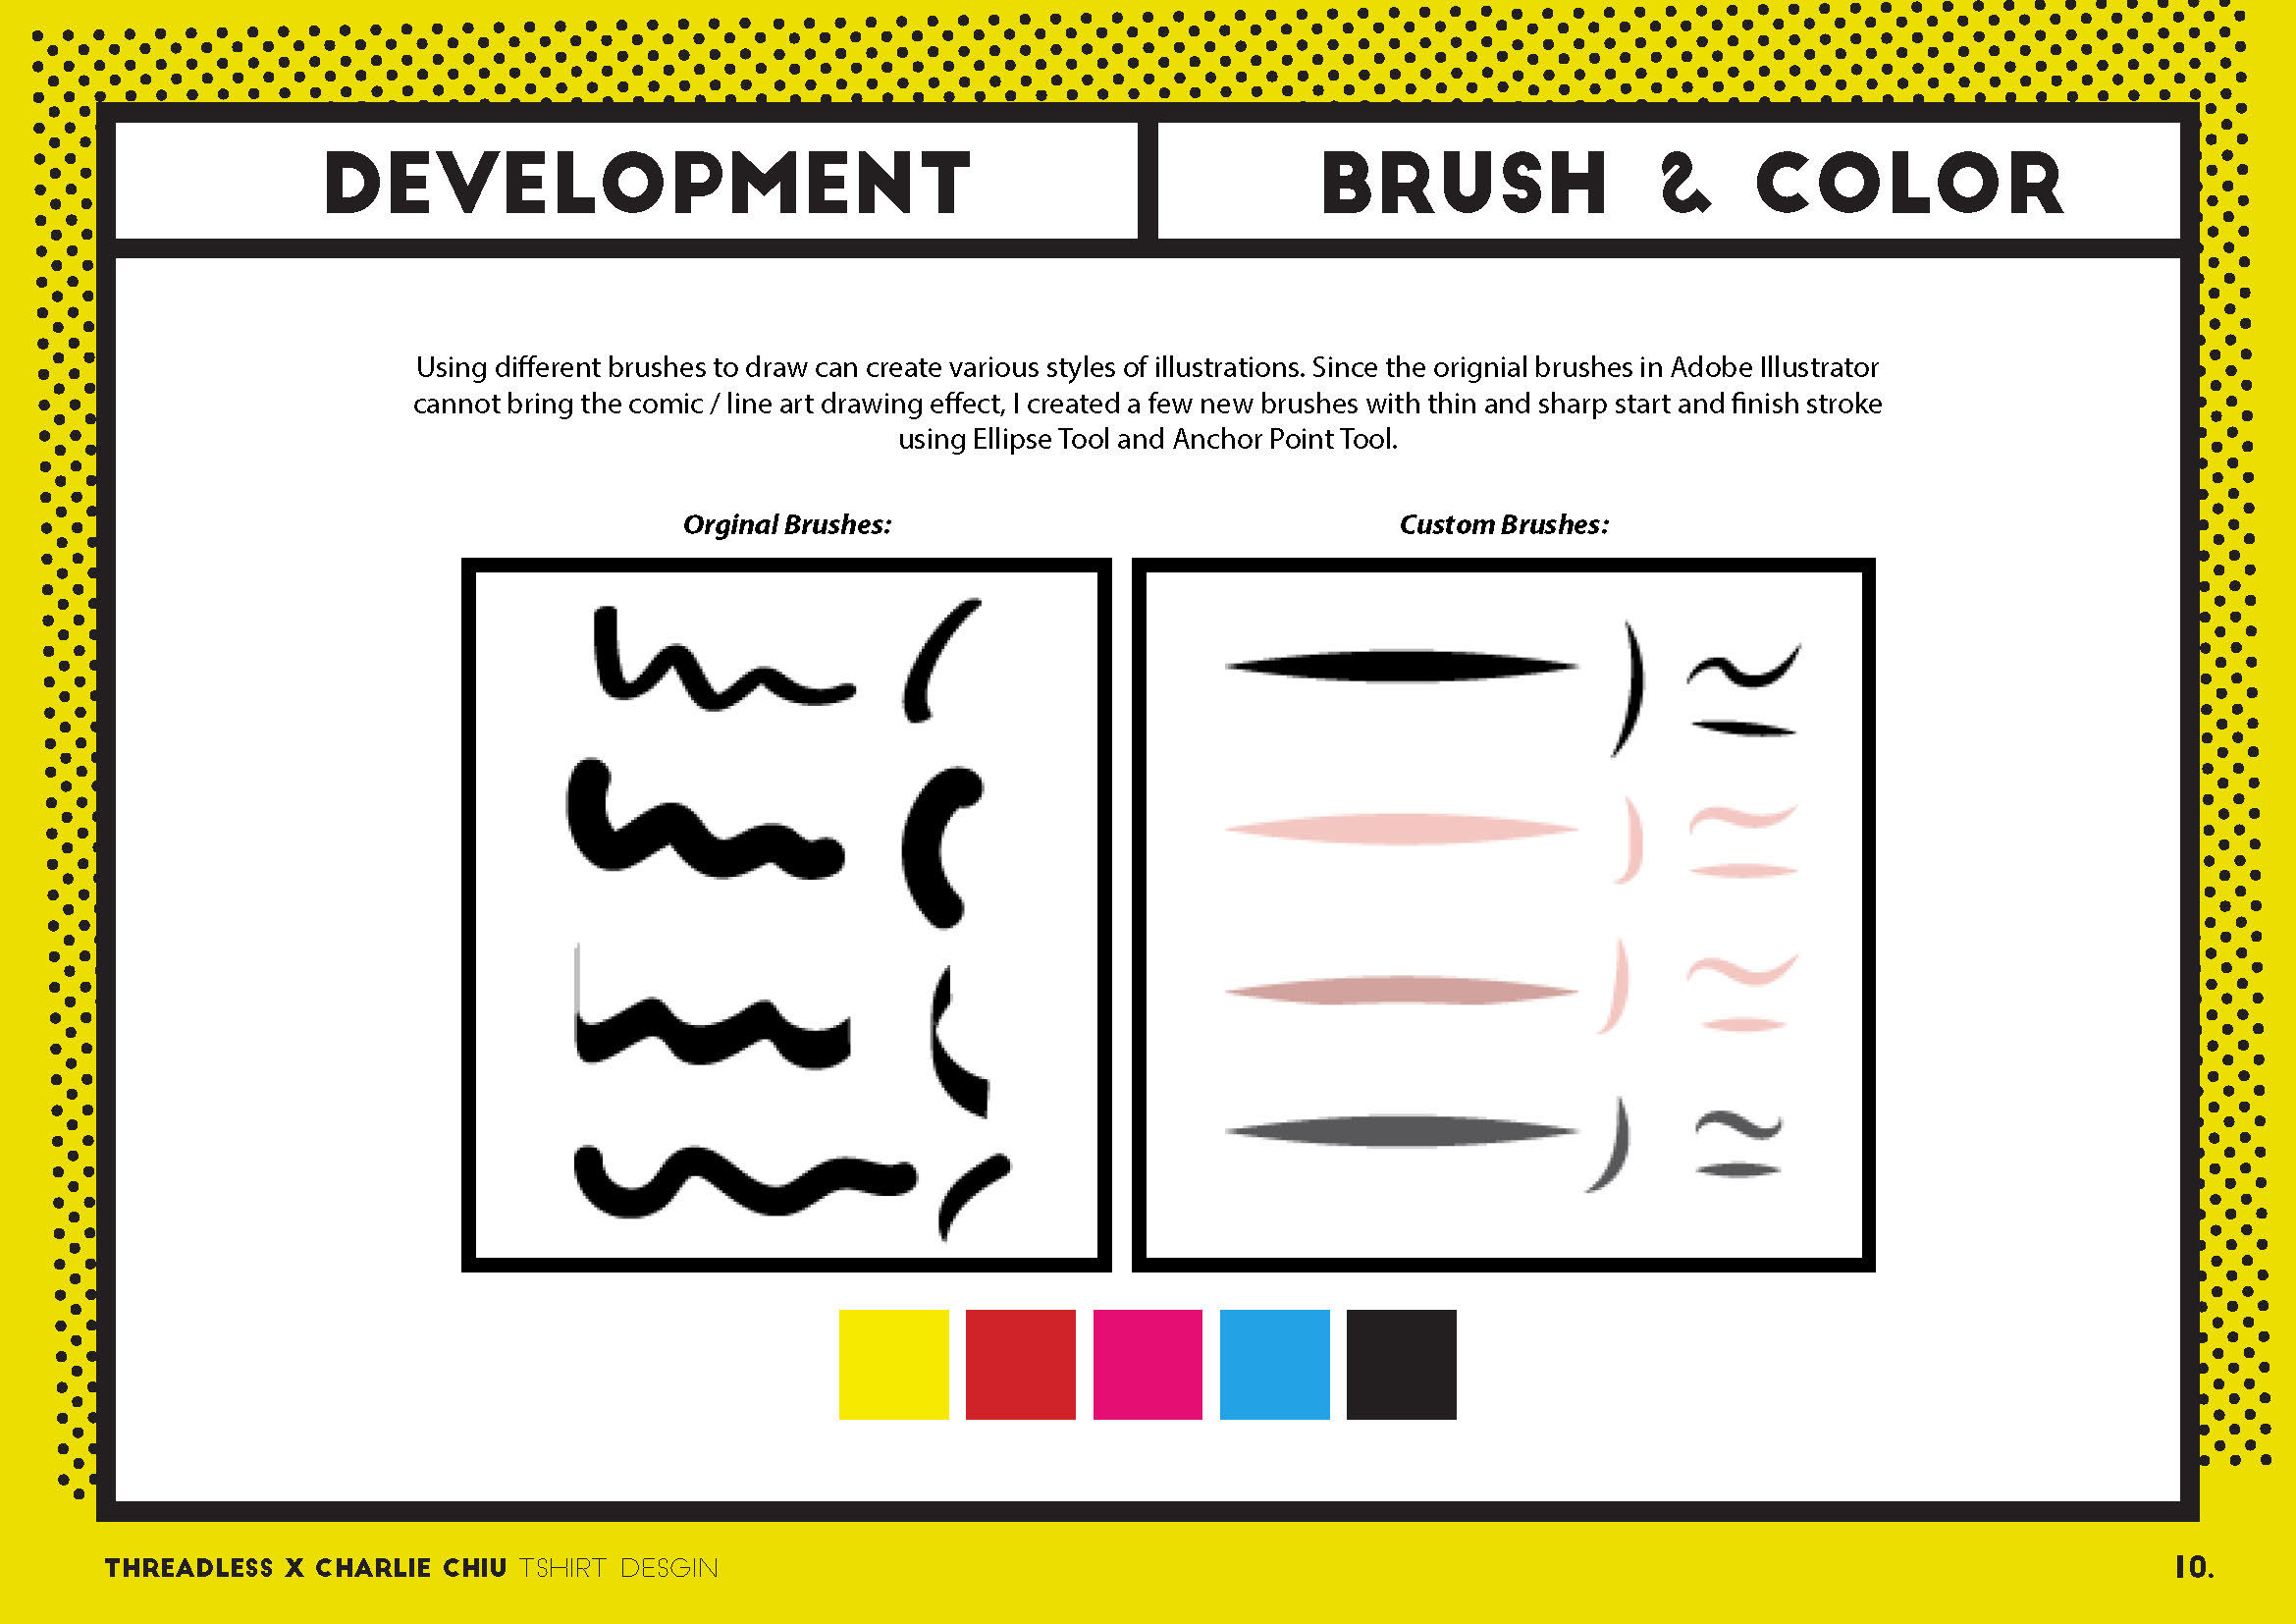 DEVELOPMENT
BRUSH & COLOR
Using different brushes to draw can create various styles of illustrations. Since the orignial brushes in Adobe Illustrator
cannot bring the comic / line art drawing effect, I created a few new brushes with thin and sharp start and finish stroke
using Ellipse Tool and Anchor Point Tool.
Orginal Brushes:
Custom Brushes:
THREADLESS X CHARLIE CHIU TSHIRT DESGIN
10.